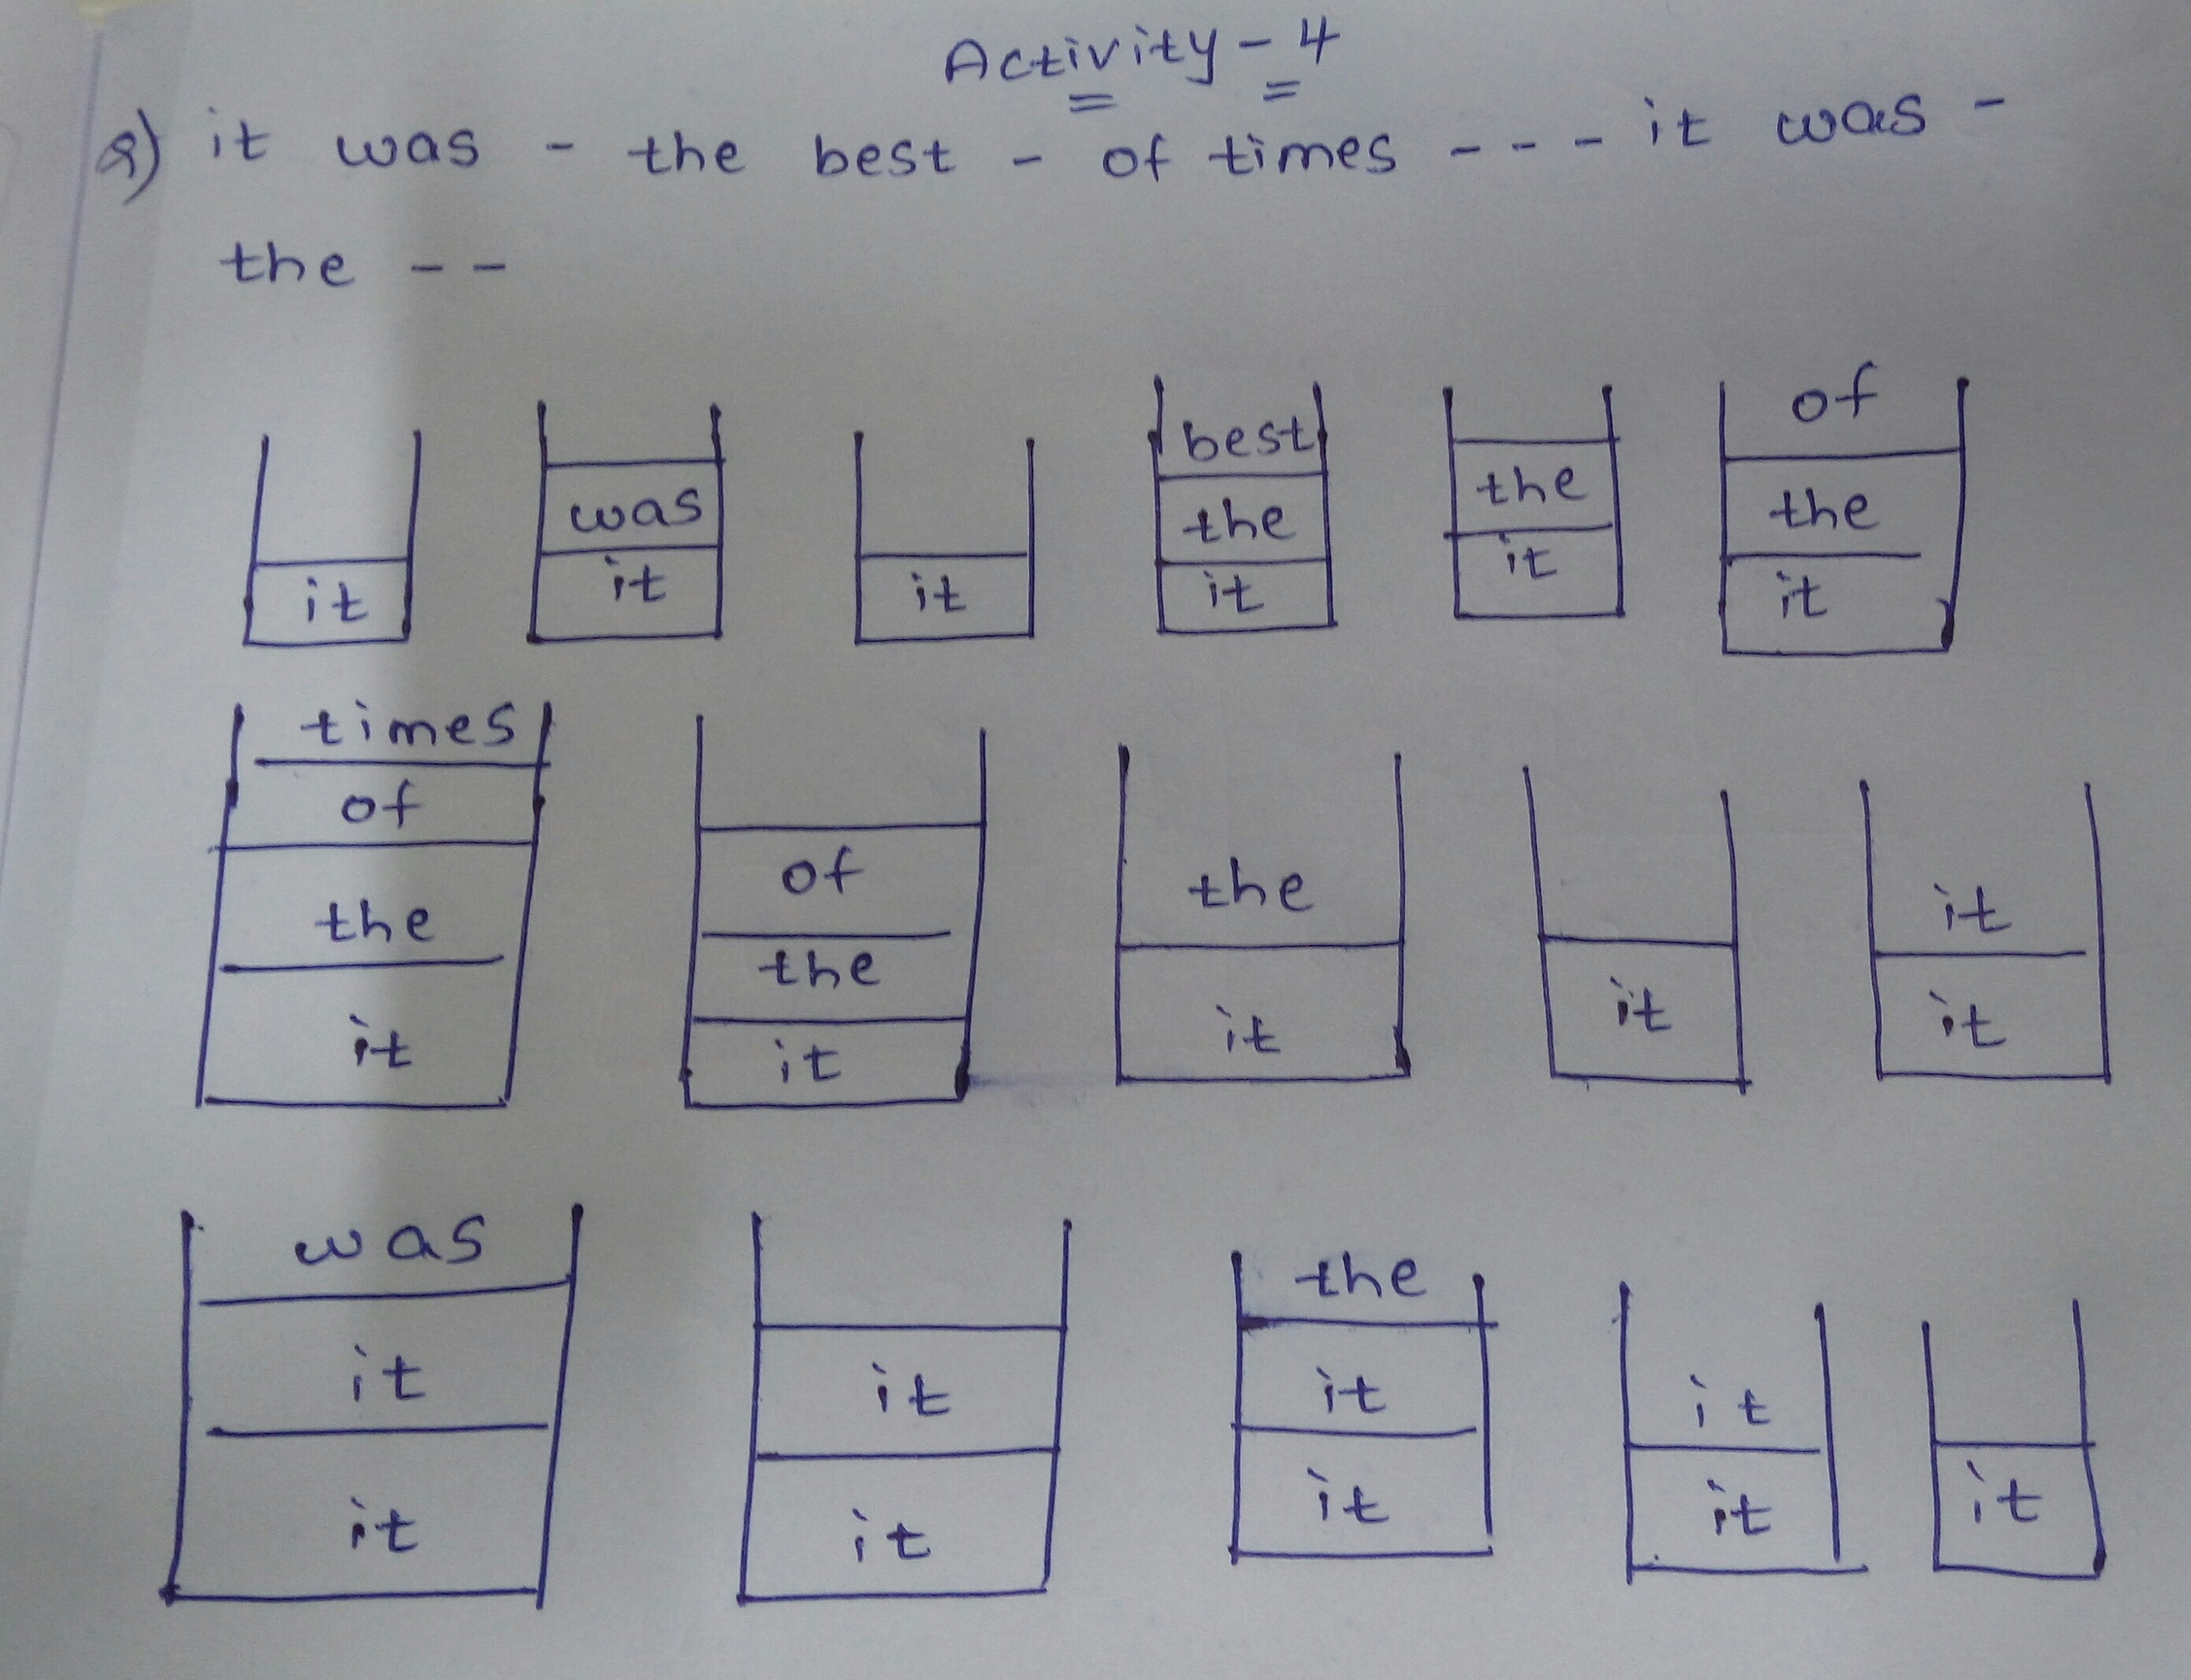 Activity - 4
2) it was - the best - of times - - - it was -
the - -
it
was
it
it
best
the
it
the
it
of
the
it
times
of
the
it
of
the
it
the
it
it
it
it
was
it
it
it
it
the
it
it
it
it
it